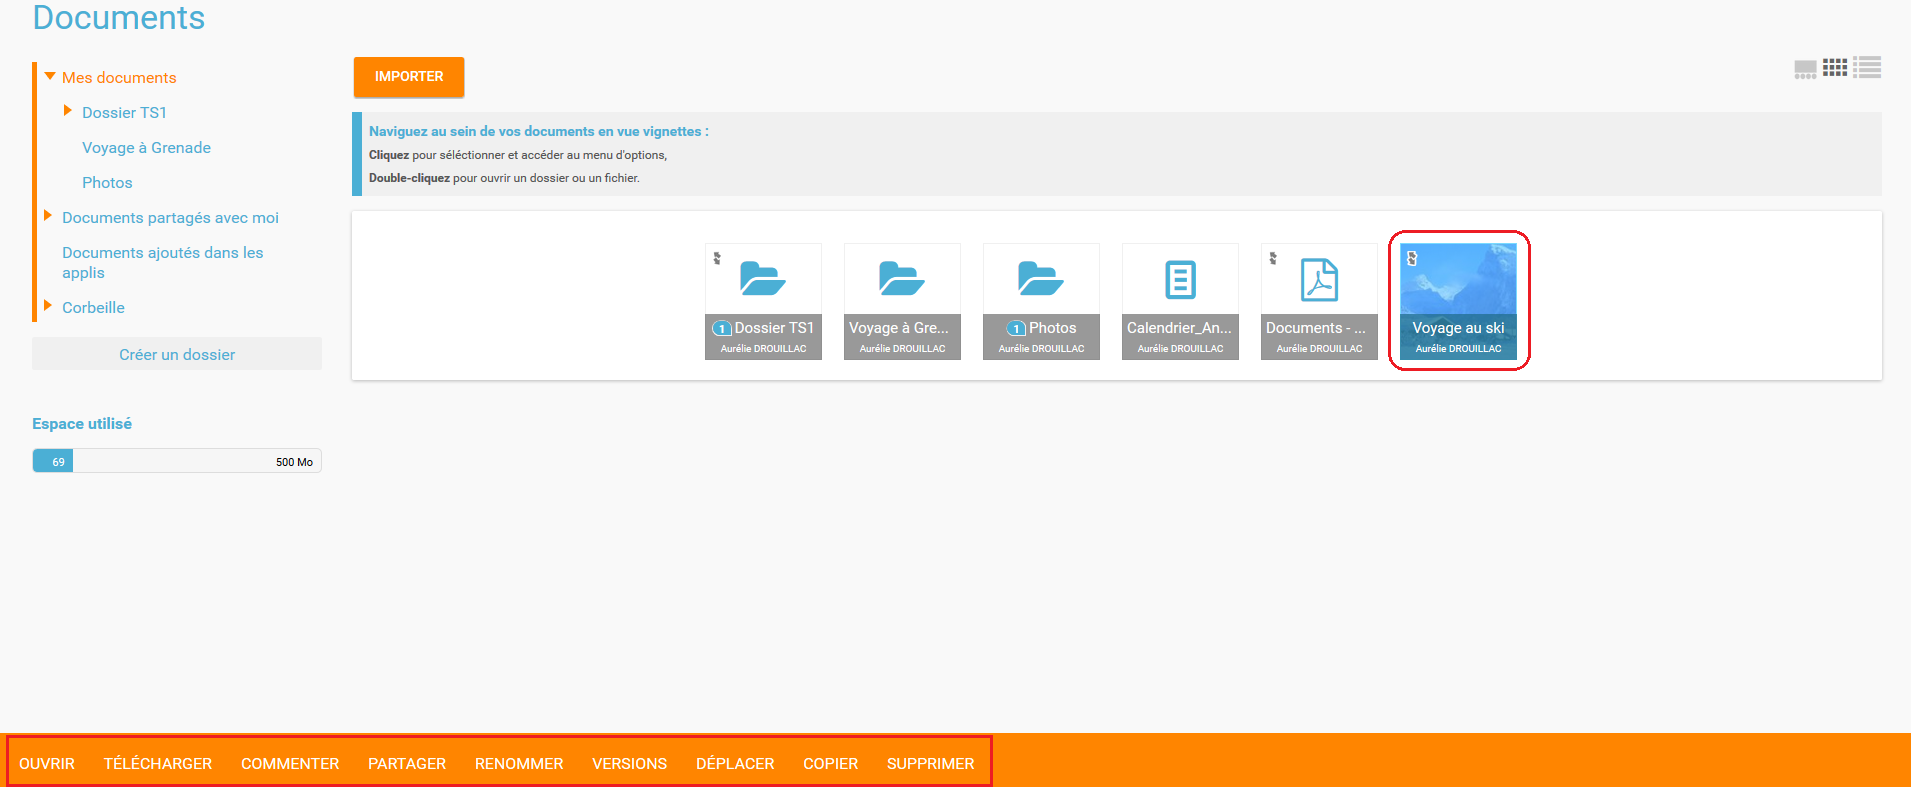 Documents
Mes documents
Dossier TS1
Voyage à Grenade
Photos
Documents partagés avec moi
Documents ajoutés dans les
applis
Corbeille
Créer un dossier
Espace utilisé
69 500 Mo
IMPORTER
Naviguez au sein de vos documents en vue vignettes :
Cliquez pour séléctionner et accéder au menu d'options,
Double-cliquez pour ouvrir un dossier ou un fichier.
1 Dossier TS1
Aurélie DROUILLAC
Voyage à Gre...
Aurélie DROUILLAC
1 Photos
Aurélie DROUILLAC
Calendrier_An...
Aurélie DROUILLAC
Documents - ...
Aurélie DROUILLAC
Voyage au ski
Aurélie DROUILLAC
OUVRIR TÉLÉCHARGER COMMENTER PARTAGER RENOMMER VERSIONS DÉPLACER COPIER SUPPRIMER